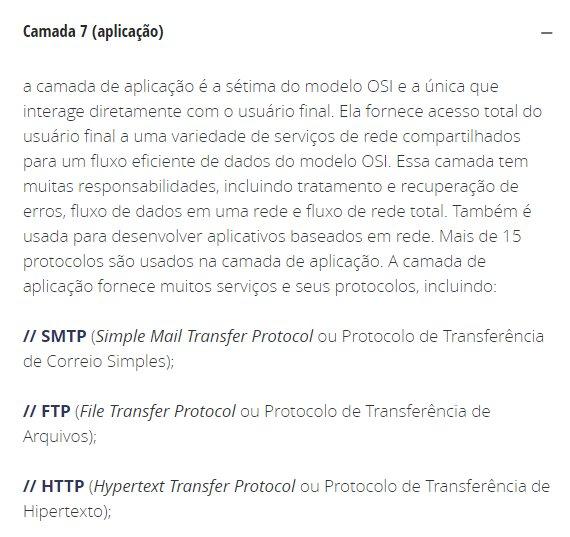 Camada 7 (aplicação)
a camada de aplicação é a sétima do modelo OSI e a única que
interage diretamente com o usuário final. Ela fornece acesso total do
usuário final a uma variedade de serviços de rede compartilhados
para um fluxo eficiente de dados do modelo OSI. Essa camada tem
muitas responsabilidades, incluindo tratamento e recuperação de
erros, fluxo de dados em uma rede e fluxo de rede total. Também é
usada para desenvolver aplicativos baseados em rede. Mais de 15
protocolos são usados na camada de aplicação. A camada de
aplicação fornece muitos serviços e seus protocolos, incluindo:
// SMTP (Simple Mail Transfer Protocol ou Protocolo de Transferência
de Correio Simples);
// FTP (File Transfer Protocol ou Protocolo de Transferência de
Arquivos);
// HTTP (Hypertext Transfer Protocol ou Protocolo de Transferência de
Hipertexto);